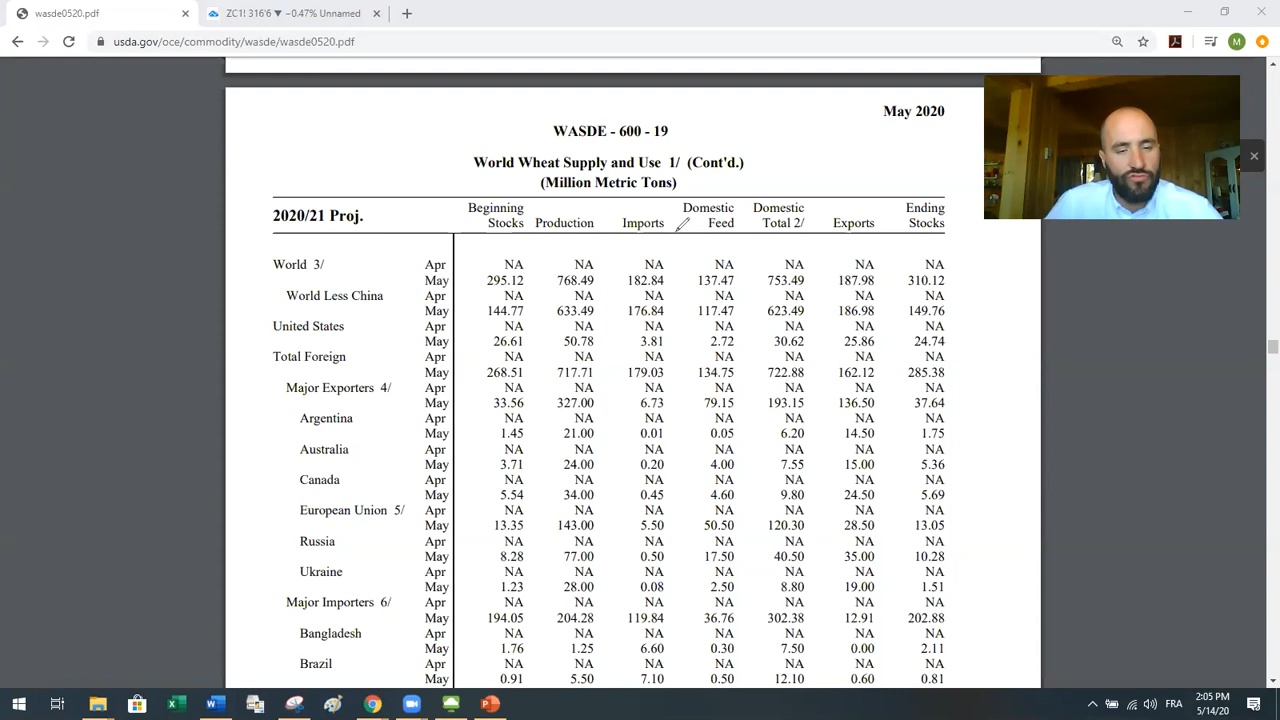 wasde0520.pdf
ZC1! 316'6 ▼ −0.47% Unnamed
usda.gov/oce/commodity/wasde/wasde0520.pdf
M
May 2020
WASDE - 600 - 19
World Wheat Supply and Use 1/ (Cont'd.)
(Million Metric Tons)
2020/21 Proj. Beginning Stocks Production Imports Domestic Feed Domestic Total 2/ Exports Ending Stocks
World 3/ Apr NA NA NA NA NA NA NA
May 295.12 768.49 182.84 137.47 753.49 187.98 310.12
World Less China Apr NA NA NA NA NA NA NA
May 144.77 633.49 176.84 117.47 623.49 186.98 149.76
United States Apr NA NA NA NA NA NA NA
May 26.61 50.78 3.81 2.72 30.62 25.86 24.74
Total Foreign Apr NA NA NA NA NA NA NA
May 268.51 717.71 179.03 134.75 722.88 162.12 285.38
Major Exporters 4/ Apr NA NA NA NA NA NA NA
May 33.56 327.00 6.73 79.15 193.15 136.50 37.64
Argentina Apr NA NA NA NA NA NA NA
May 1.45 21.00 0.01 0.05 6.20 14.50 1.75
Australia Apr NA NA NA NA NA NA NA
May 3.71 24.00 0.20 4.00 7.55 15.00 5.36
Canada Apr NA NA NA NA NA NA NA
May 5.54 34.00 0.45 4.60 9.80 24.50 5.69
European Union 5/ Apr NA NA NA NA NA NA NA
May 13.35 143.00 5.50 50.50 120.30 28.50 13.05
Russia Apr NA NA NA NA NA NA NA
May 8.28 77.00 0.50 17.50 40.50 35.00 10.28
Ukraine Apr NA NA NA NA NA NA NA
May 1.23 28.00 0.08 2.50 8.80 19.00 1.51
Major Importers 6/ Apr NA NA NA NA NA NA NA
May 194.05 204.28 119.84 36.76 302.38 12.91 202.88
Bangladesh Apr NA NA NA NA NA NA NA
May 1.76 1.25 6.60 0.30 7.50 0.00 2.11
Brazil Apr NA NA NA NA NA NA NA
May 0.91 5.50 7.10 0.50 12.10 0.60 0.81
FRA
2:05 PM
5/14/20